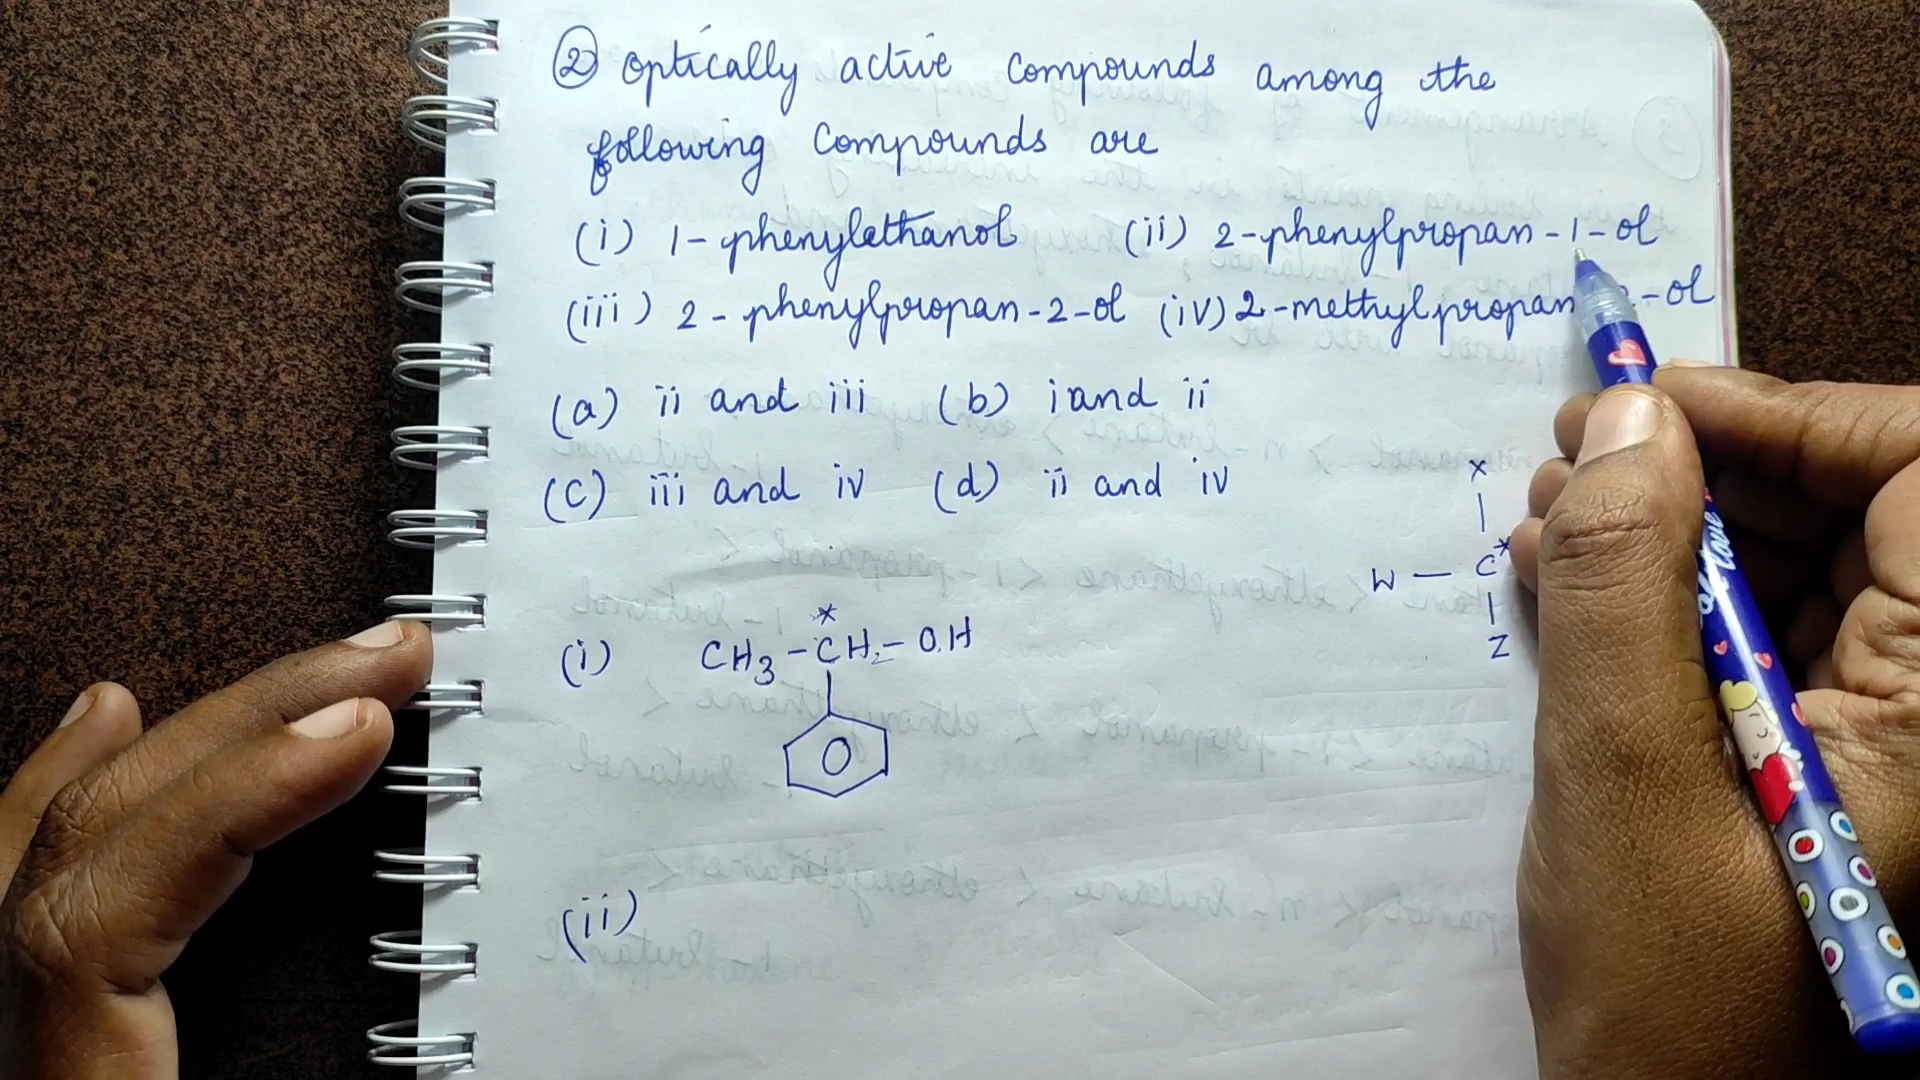 ② optically active compounds among the
following compounds are
(i) 1-phenylethanol (ii) 2-phenylpropan-1-ol
(iii) 2-phenylpropan-2-ol (iv) 2-methylpropan -ol
(a) ii and iii (b) i and ii
(c) iii and iv (d) ii and iv
x
W — C*
Z
*
(i) CH3 - CH2 - OH
(ii)